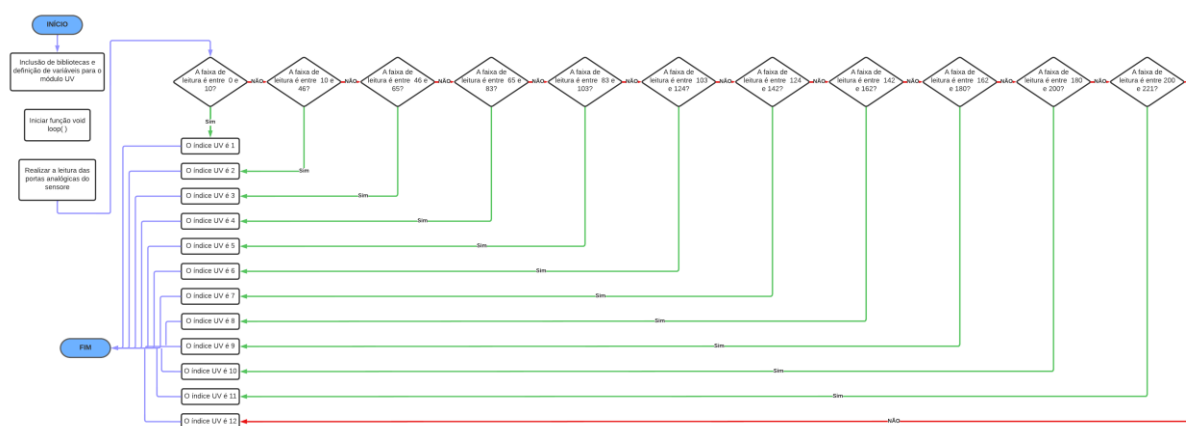 INÍCIO
Inclusão de bibliotecas e
definição de variáveis para o
módulo UV
Iniciar função void
loop( )
Realizar a leitura das
portas analógicas do
sensore
A faixa de
leitura é entre 0 e
10?
NÃO
A faixa de
leitura é entre 10 e
46?
NÃO
A faixa de
leitura é entre 46 e
65?
NÃO
A faixa de
leitura é entre 65 e
83?
NÃO
A faixa de
leitura é entre 83 e
103?
NÃO
A faixa de
leitura é entre 103
e 124?
NÃO
A faixa de
leitura é entre 124
e 142?
NÃO
A faixa de
leitura é entre 142
e 162?
NÃO
A faixa de
leitura é entre 162
e 180?
NÃO
A faixa de
leitura é entre 180
e 200?
NÃO
A faixa de
leitura é entre 200
e 221?
Sim
O índice UV é 1
O índice UV é 2
Sim
O índice UV é 3
Sim
O índice UV é 4
Sim
O índice UV é 5
Sim
O índice UV é 6
Sim
O índice UV é 7
Sim
O índice UV é 8
Sim
FIM
O índice UV é 9
Sim
O índice UV é 10
Sim
O índice UV é 11
Sim
O índice UV é 12
NÃO